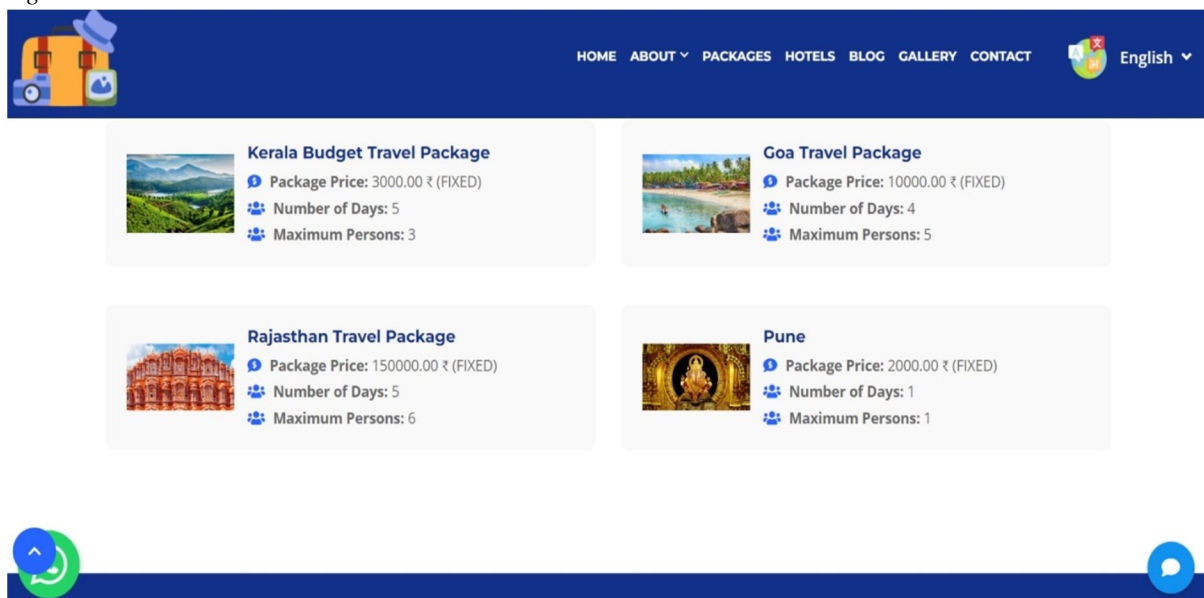 HOME ABOUT PACKAGES HOTELS BLOG GALLERY CONTACT English
Kerala Budget Travel Package
Package Price: 3000.00 ₹ (FIXED)
Number of Days: 5
Maximum Persons: 3
Goa Travel Package
Package Price: 10000.00 ₹ (FIXED)
Number of Days: 4
Maximum Persons: 5
Rajasthan Travel Package
Package Price: 150000.00 ₹ (FIXED)
Number of Days: 5
Maximum Persons: 6
Pune
Package Price: 2000.00 ₹ (FIXED)
Number of Days: 1
Maximum Persons: 1